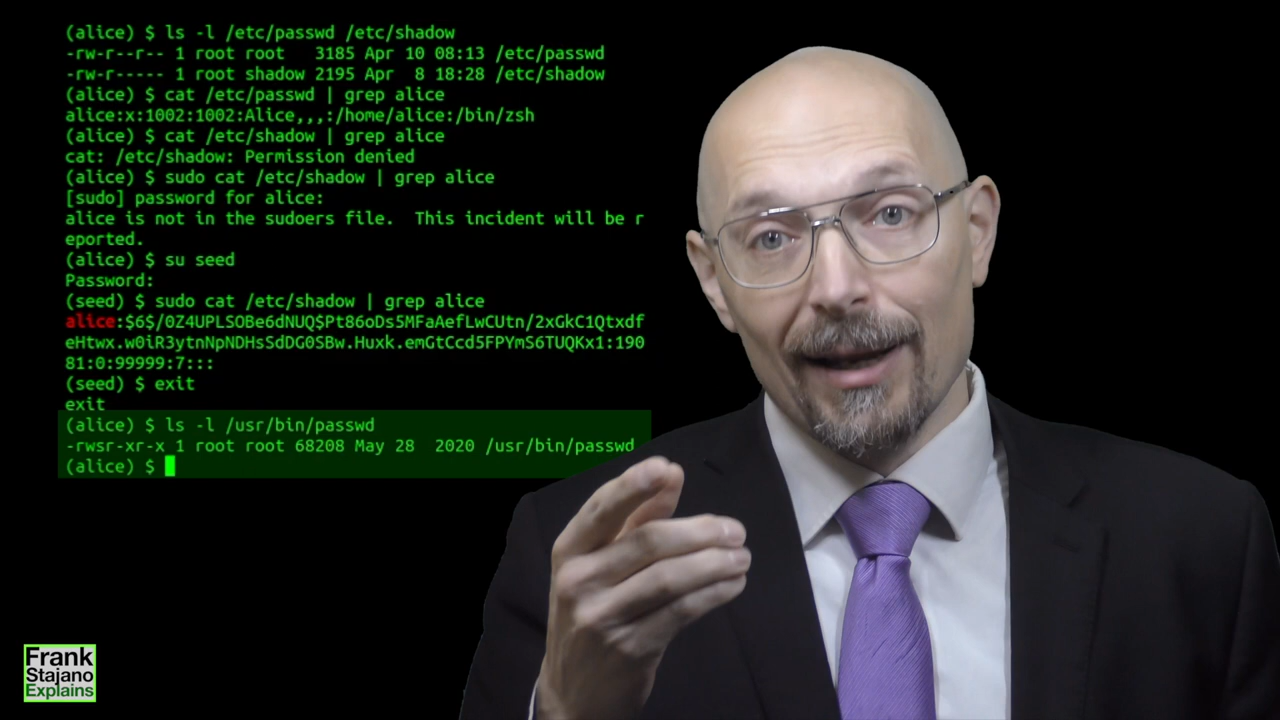 (alice) $ ls -l /etc/passwd /etc/shadow
-rw-r--r-- 1 root root   3185 Apr 10 08:13 /etc/passwd
-rw-r----- 1 root shadow 2195 Apr  8 18:28 /etc/shadow
(alice) $ cat /etc/passwd | grep alice
alice:x:1002:1002:Alice,,,:/home/alice:/bin/zsh
(alice) $ cat /etc/shadow | grep alice
cat: /etc/shadow: Permission denied
(alice) $ sudo cat /etc/shadow | grep alice
[sudo] password for alice:
alice is not in the sudoers file.  This incident will be r
eported.
(alice) $ su seed
Password:
(seed) $ sudo cat /etc/shadow | grep alice
alice:$6$/0Z4UPLSOBe6dNUQ$Pt86oDs5MFaAefLwCUtn/2xGkC1Qtxdf
eHtwx.w0iR3ytnNpNDHsSdDG0SBw.Huxk.emGtCcd5FPYmS6TUQKx1:190
81:0:99999:7:::
(seed) $ exit
exit
(alice) $ ls -l /usr/bin/passwd
-rwsr-xr-x 1 root root 68208 May 28  2020 /usr/bin/passwd
(alice) $
Frank
Stajano
Explains